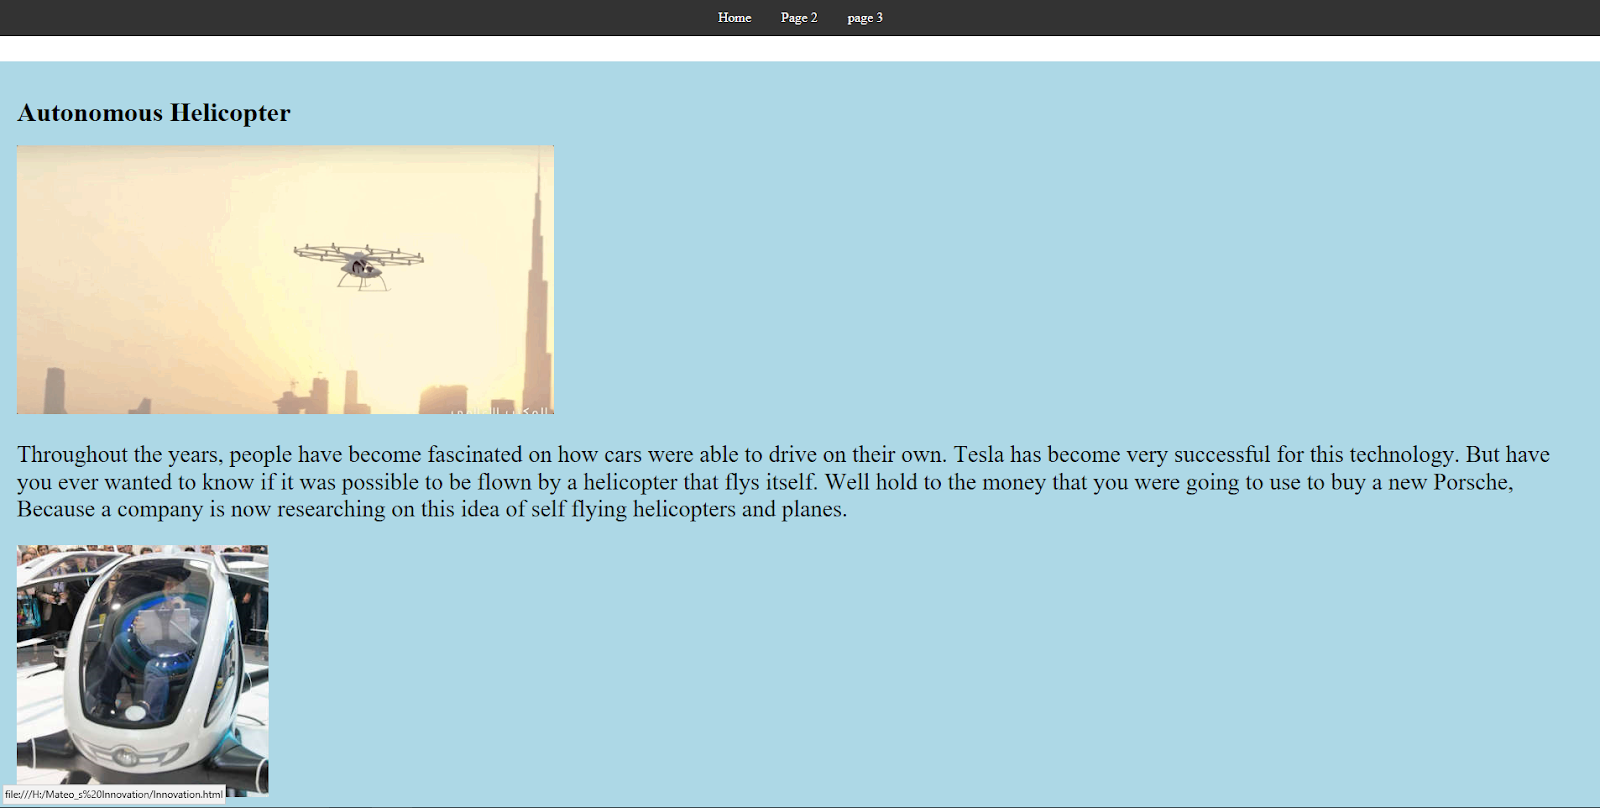 Home Page 2 page 3
Autonomous Helicopter
Throughout the years, people have become fascinated on how cars were able to drive on their own. Tesla has become very successful for this technology. But have
you ever wanted to know if it was possible to be flown by a helicopter that flys itself. Well hold to the money that you were going to use to buy a new Porsche,
Because a company is now researching on this idea of self flying helicopters and planes.
file:///H:/Mateo_s%20Innovation/Innovation.html